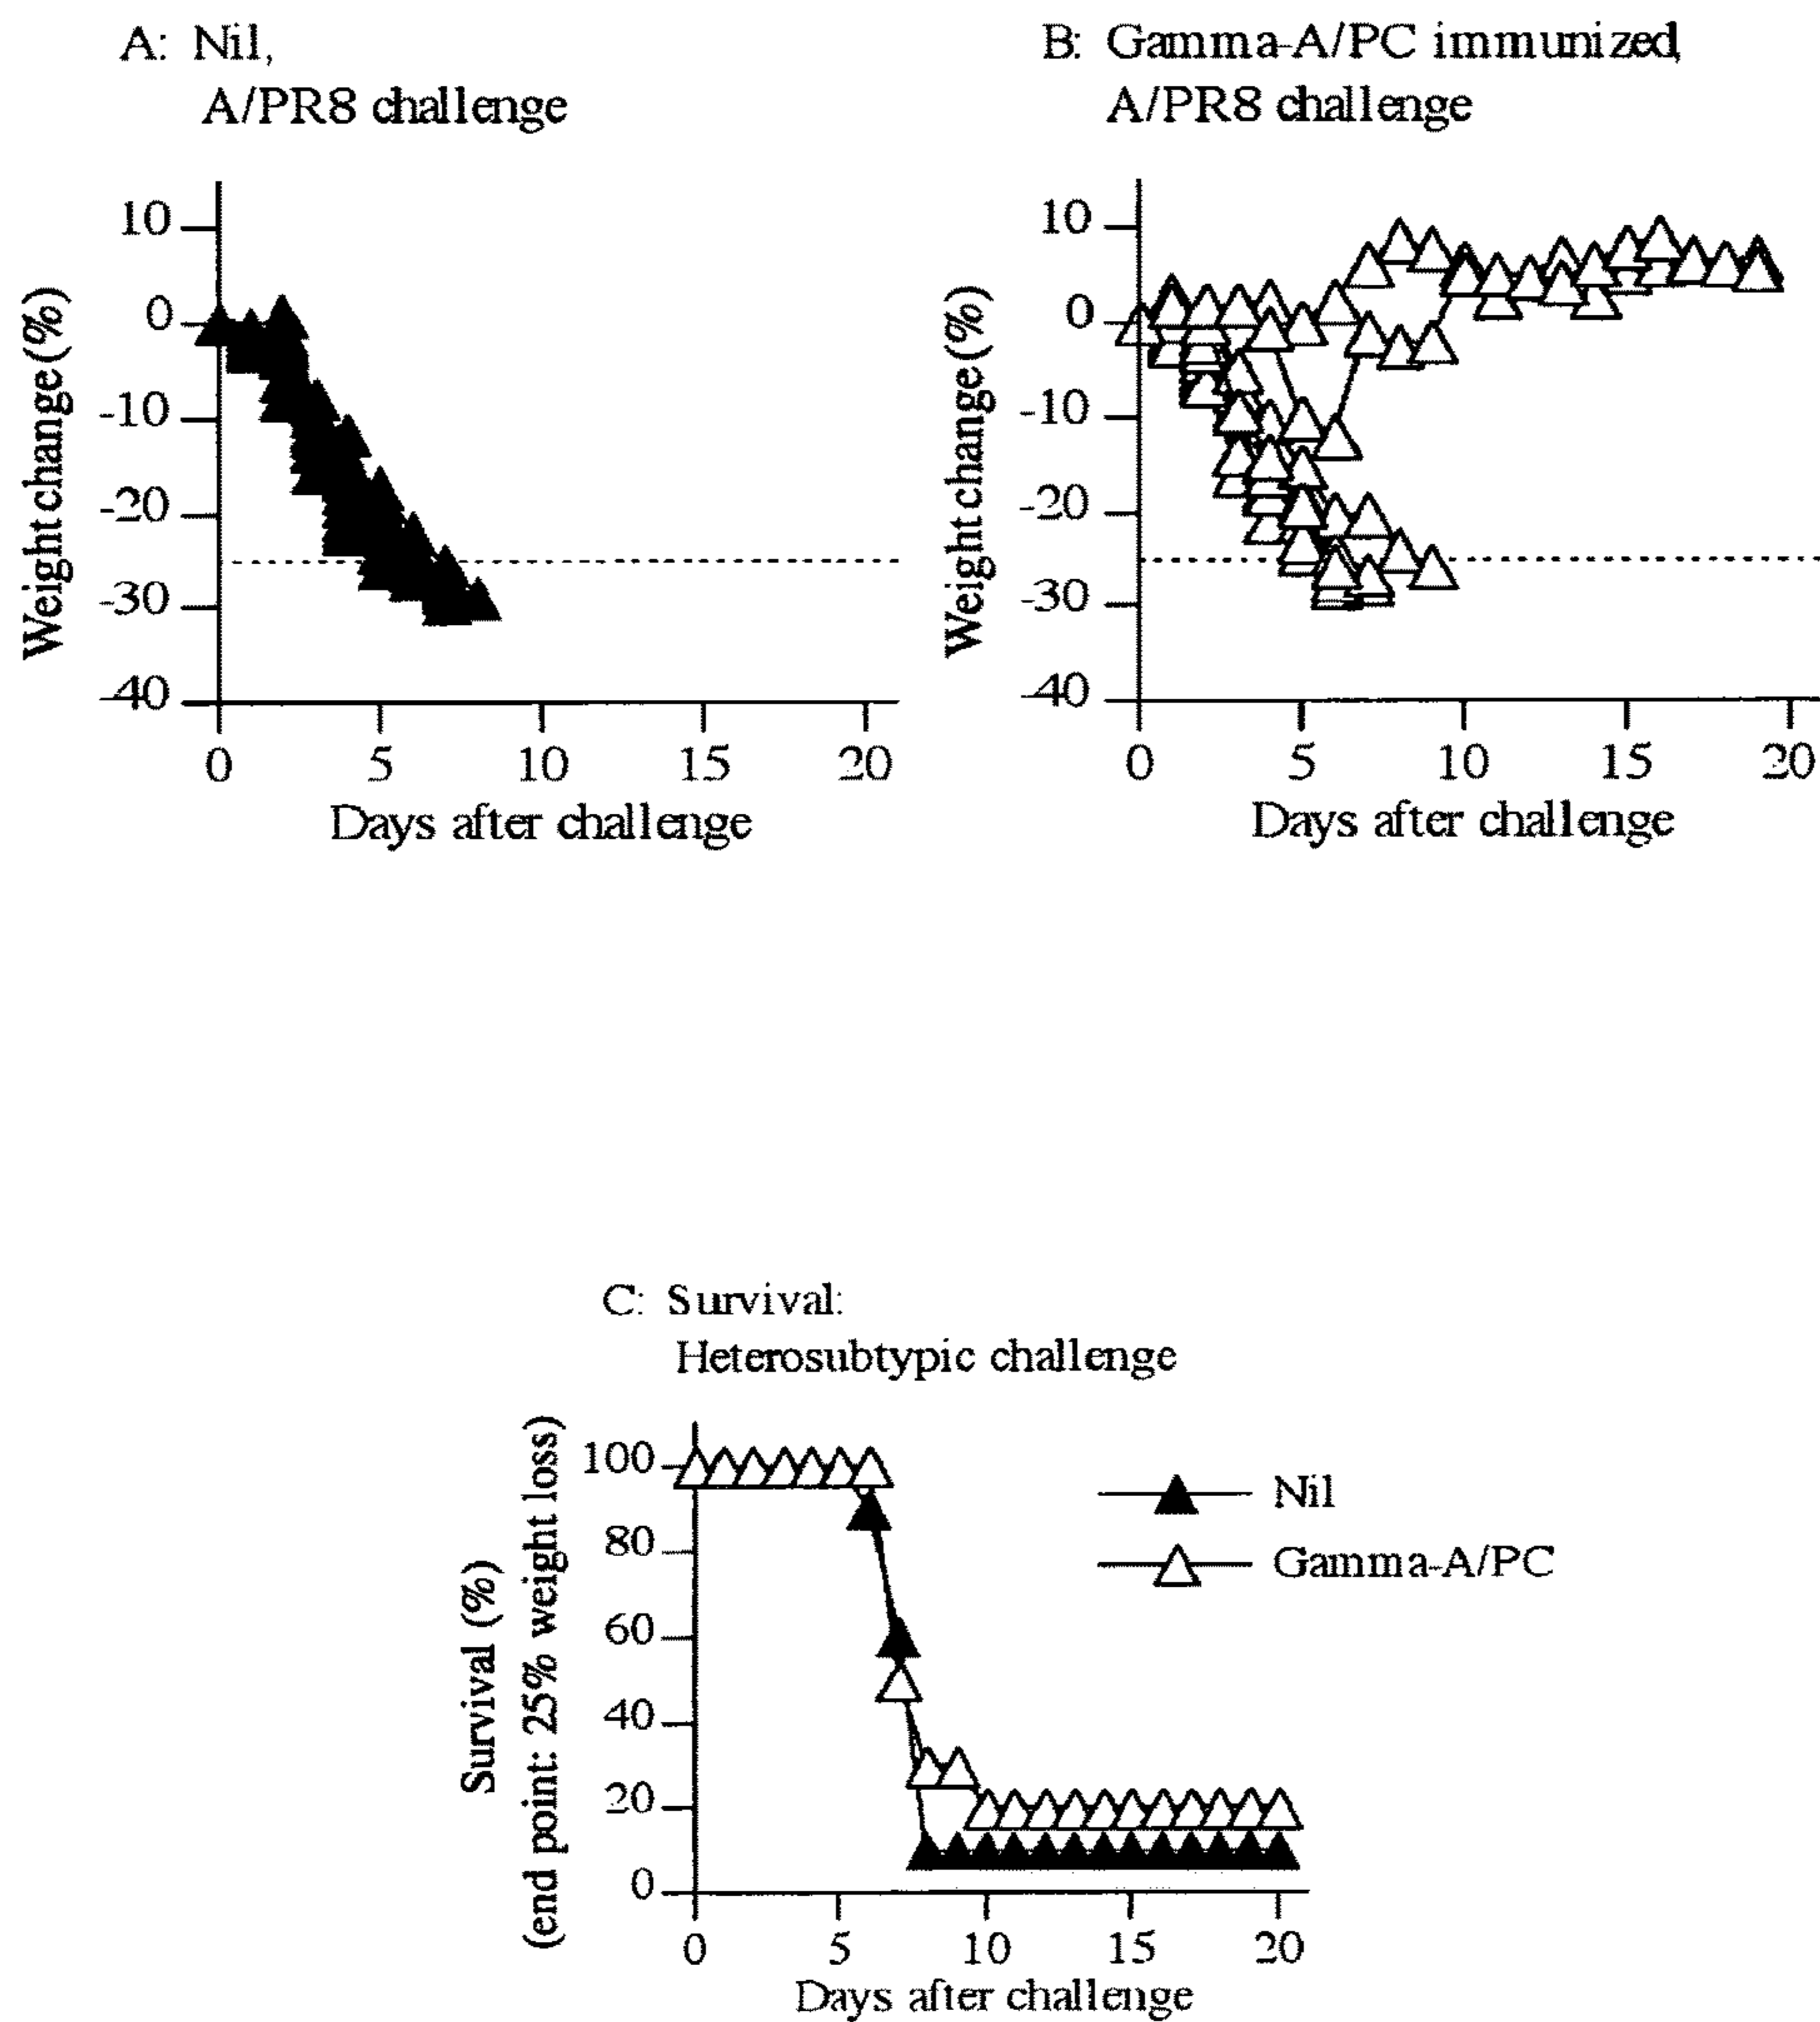 A: Nil,
A/PR8 challenge
10
0
-10
-20
-30
-40
Weight change (%)
0 5 10 15 20
Days after challenge
B: Gamma-A/PC immunized,
A/PR8 challenge
10
0
-10
-20
-30
-40
Weight change (%)
0 5 10 15 20
Days after challenge
C: Survival:
Heterosubtypic challenge
Survival (%)
(end point: 25% weight loss)
100
80
60
40
20
0
0 5 10 15 20
Days after challenge
Nil
Gamma-A/PC